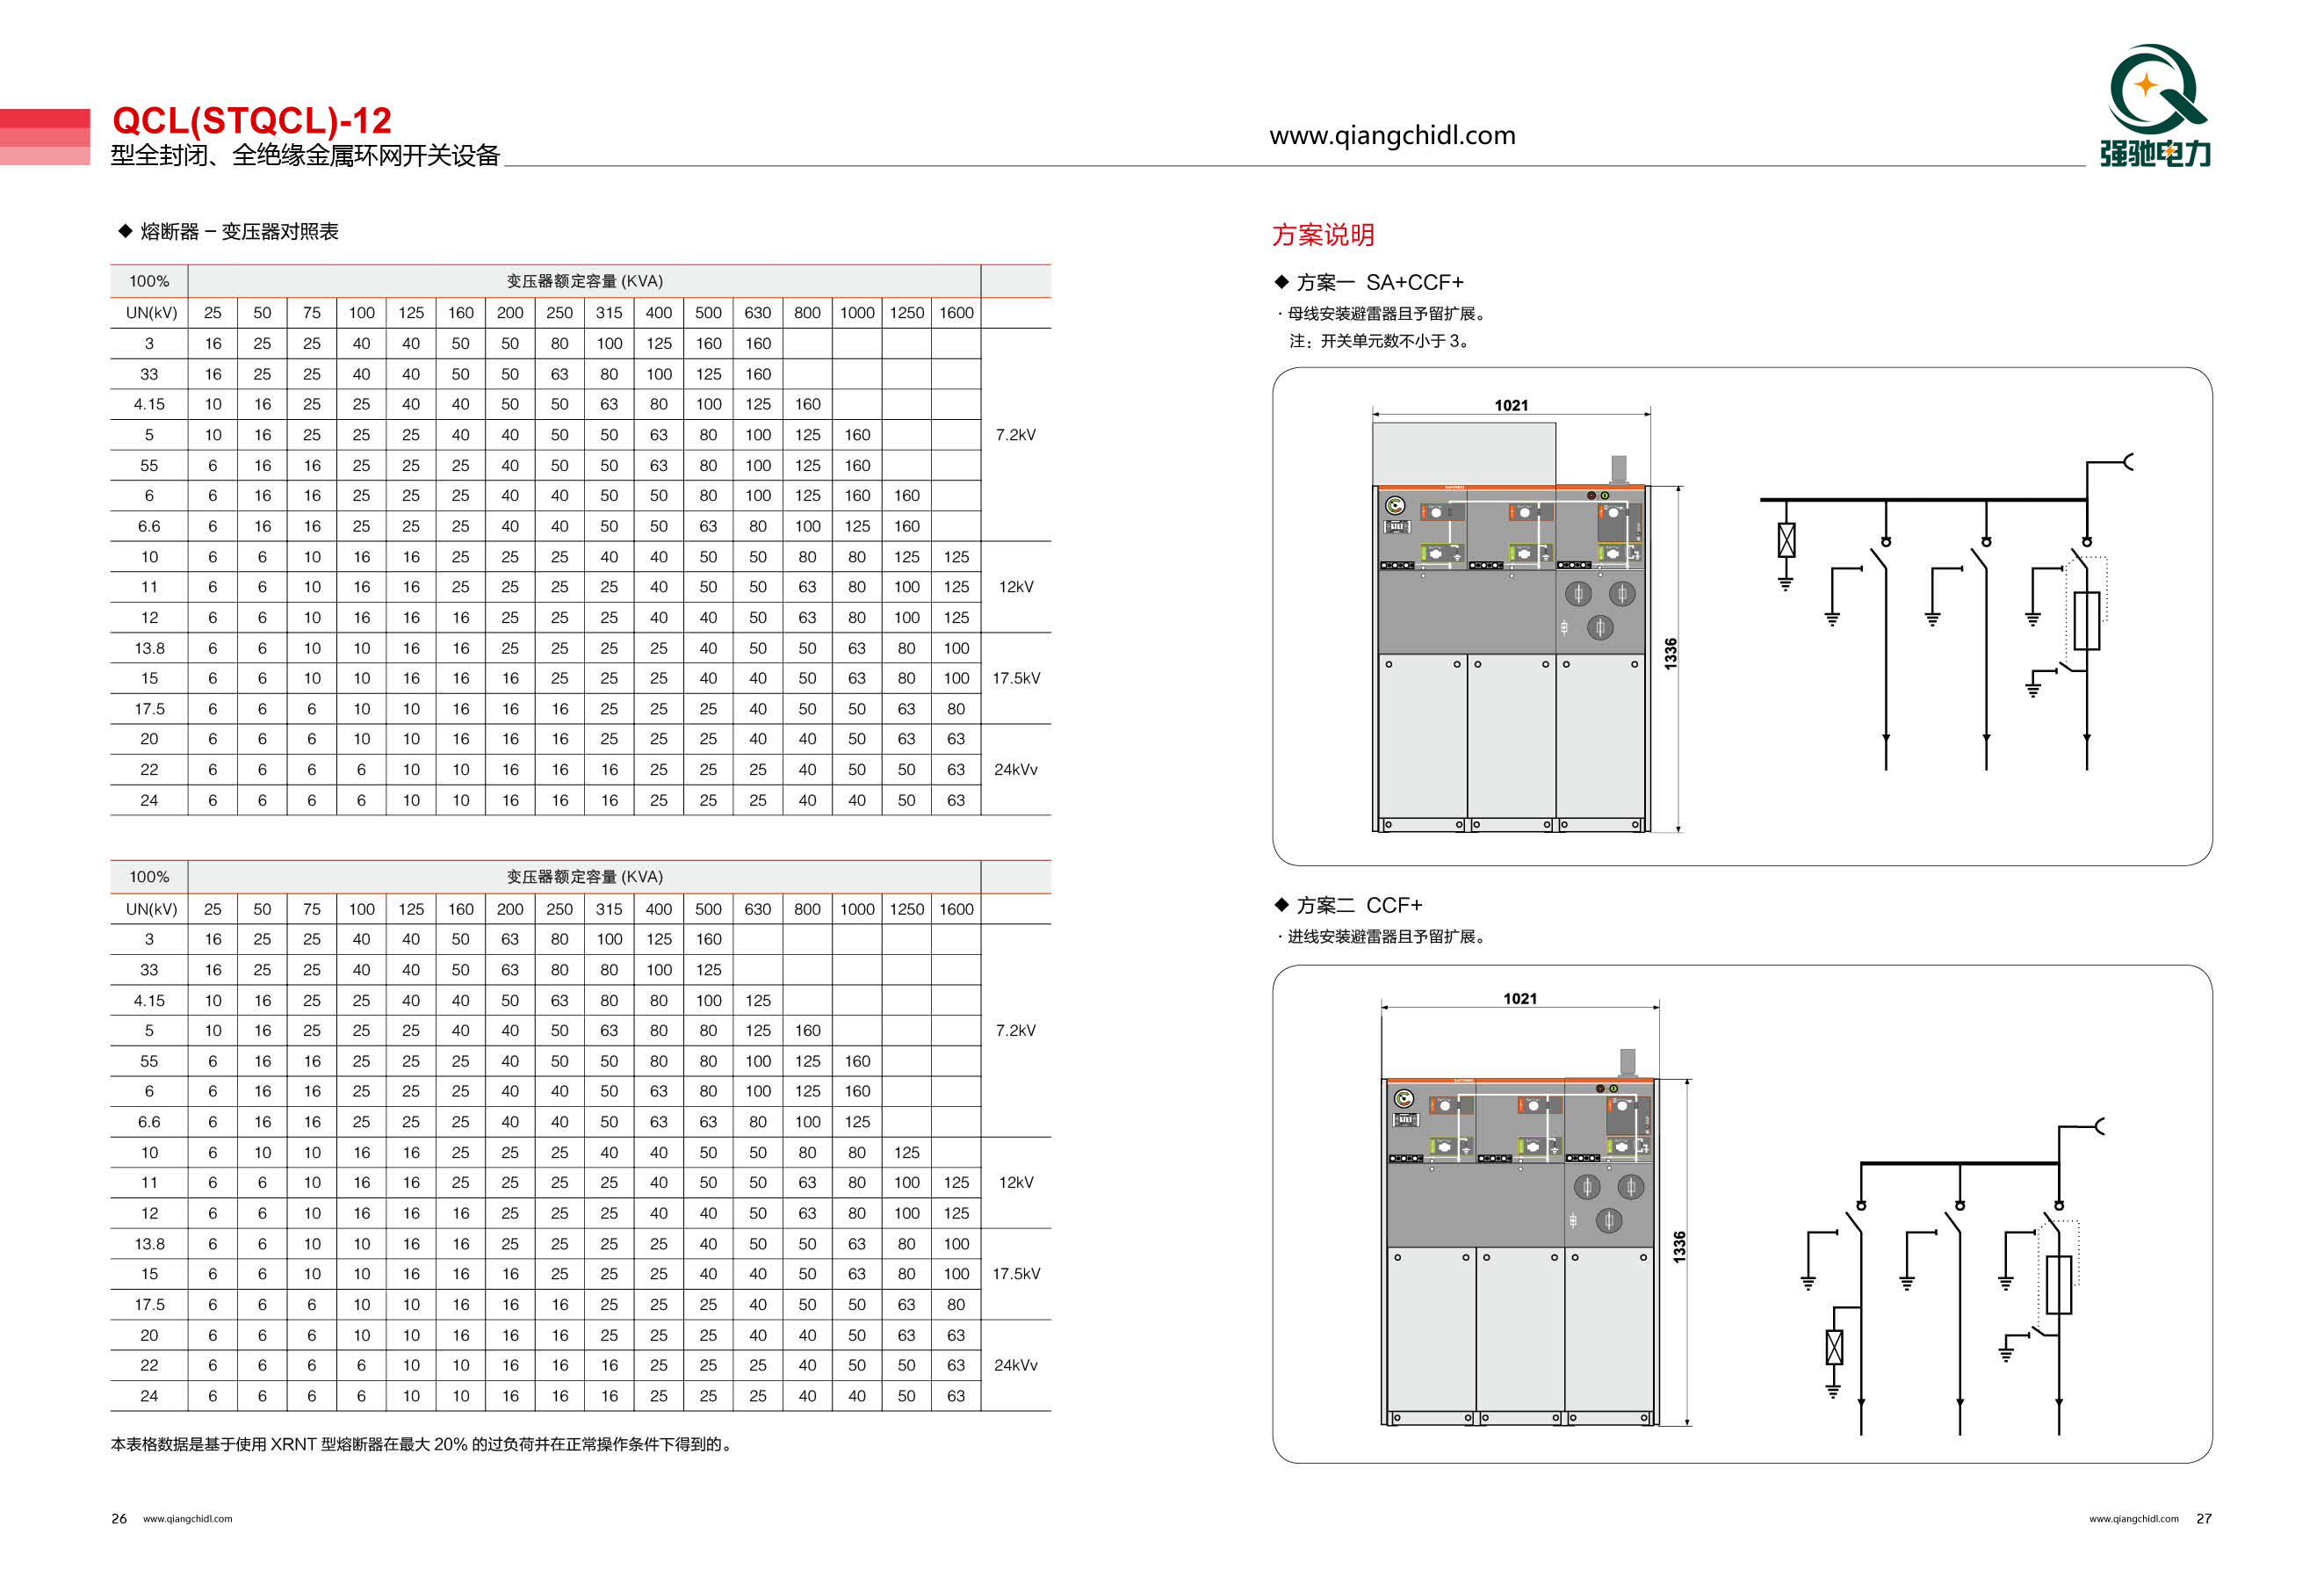 QCL(STQCL)-12
型全封闭、全绝缘金属环网开关设备
www.qiangchidl.com
强驰电力
◆ 熔断器 – 变压器对照表
100% 变压器额定容量 (KVA)
UN(kV) 25 50 75 100 125 160 200 250 315 400 500 630 800 1000 1250 1600
3 16 25 25 40 40 50 50 80 100 125 160 160
33 16 25 25 40 40 50 50 63 80 100 125 160
4.15 10 16 25 25 40 40 50 50 63 80 100 125 160
5 10 16 25 25 25 40 40 50 50 63 80 100 125 160 7.2kV
55 6 16 16 25 25 25 40 50 50 63 80 100 125 160
6 6 16 16 25 25 25 40 40 50 50 80 100 125 160 160
6.6 6 16 16 25 25 25 40 40 50 50 63 80 100 125 160
10 6 6 10 16 16 25 25 25 40 40 50 50 80 80 125 125
11 6 6 10 16 16 25 25 25 25 40 50 50 63 80 100 125 12kV
12 6 6 10 16 16 16 25 25 25 40 40 50 63 80 100 125
13.8 6 6 10 10 16 16 25 25 25 25 40 50 50 63 80 100
15 6 6 10 10 16 16 16 25 25 25 40 40 50 63 80 100 17.5kV
17.5 6 6 6 10 10 16 16 16 25 25 25 40 50 50 63 80
20 6 6 6 10 10 16 16 16 25 25 25 40 40 50 63 63
22 6 6 6 6 10 10 16 16 16 25 25 25 40 50 50 63 24kVv
24 6 6 6 6 10 10 16 16 16 25 25 25 40 40 50 63
100% 变压器额定容量 (KVA)
UN(kV) 25 50 75 100 125 160 200 250 315 400 500 630 800 1000 1250 1600
3 16 25 25 40 40 50 63 80 100 125 160
33 16 25 25 40 40 50 63 80 80 100 125
4.15 10 16 25 25 40 40 50 63 80 80 100 125
5 10 16 25 25 25 40 40 50 63 80 80 125 160 7.2kV
55 6 16 16 25 25 25 40 50 50 80 80 100 125 160
6 6 16 16 25 25 25 40 40 50 63 80 100 125 160
6.6 6 16 16 25 25 25 40 40 50 63 63 80 100 125
10 6 10 10 16 16 25 25 25 40 40 50 50 80 80 125
11 6 6 10 16 16 25 25 25 25 40 50 50 63 80 100 125 12kV
12 6 6 10 16 16 16 25 25 25 40 40 50 63 80 100 125
13.8 6 6 10 10 16 16 25 25 25 25 40 50 50 63 80 100
15 6 6 10 10 16 16 16 25 25 25 40 40 50 63 80 100 17.5kV
17.5 6 6 6 10 10 16 16 16 25 25 25 40 50 50 63 80
20 6 6 6 10 10 16 16 16 25 25 25 40 40 50 63 63
22 6 6 6 6 10 10 16 16 16 25 25 25 40 50 50 63 24kVv
24 6 6 6 6 10 10 16 16 16 25 25 25 40 40 50 63
本表格数据是基于使用 XRNT 型熔断器在最大 20% 的过负荷并在正常操作条件下得到的。
26 www.qiangchidl.com
方案说明
◆ 方案一 SA+CCF+
· 母线安装避雷器且予留扩展。
注：开关单元数不小于 3。
1021
1336
◆ 方案二 CCF+
· 进线安装避雷器且予留扩展。
1021
1336
www.qiangchidl.com 27